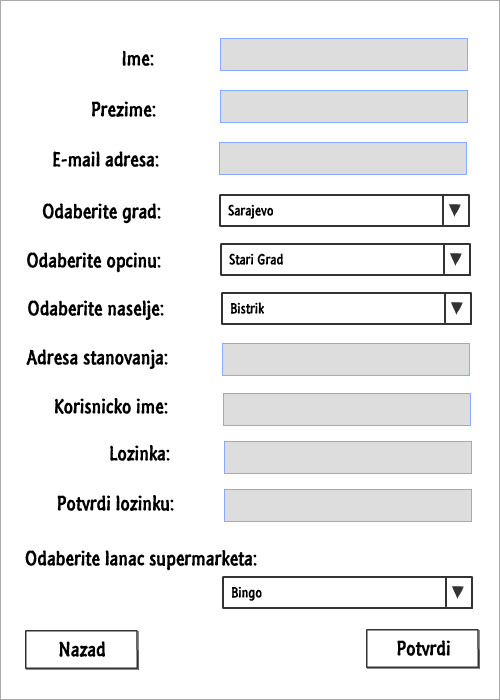 Ime:
Prezime:
E-mail adresa:
Odaberite grad: Sarajevo
Odaberite opcinu: Stari Grad
Odaberite naselje: Bistrik
Adresa stanovanja:
Korisnicko ime:
Lozinka:
Potvrdi lozinku:
Odaberite lanac supermarketa:
Bingo
Nazad Potvrdi